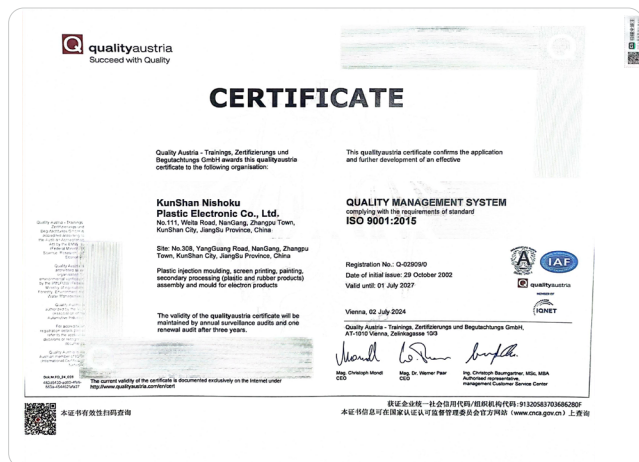 qualityaustria
Succeed with Quality
CERTIFICATE
Quality Austria - Trainings, Zertifizierungs und
Begutachtungs GmbH awards this qualityaustria
certificate to the following organisation:
This qualityaustria certificate confirms the application
and further development of an effective
KunShan Nishoku
Plastic Electronic Co., Ltd.
No.111, Weita Road, NanGang, Zhangpu Town,
KunShan City, JiangSu Province, China
Site: No.308, YangGuang Road, NanGang, Zhangpu
Town, KunShan City, JiangSu Province, China
Plastic injection moulding, screen printing, painting,
secondary processing (plastic and rubber products)
assembly and mould for electron products
QUALITY MANAGEMENT SYSTEM
complying with the requirements of standard
ISO 9001:2015
Registration No.: Q-02909/0
Date of initial issue: 29 October 2002
Valid until: 01 July 2027
IAF
qualityaustria
MEMBER OF
IQNET
The validity of the qualityaustria certificate will be
maintained by annual surveillance audits and one
renewal audit after three years.
Vienna, 02 July 2024
Quality Austria - Trainings, Zertifizierungs und Begutachtungs GmbH,
AT-1010 Vienna, Zelinkagasse 10/3
Mag. Christoph Mondl
CEO
Mag. Dr. Werner Paar
CEO
Ing. Christoph Baumgartner, MSc, MBA
Authorised representative,
management Customer Service Center
The current validity of the certificate is documented exclusively on the Internet under
http://www.qualityaustria.com/en/cert
本证书有效性扫码查询
获证企业统一社会信用代码/组织机构代码:91320583703686280F
本证书信息可在国家认证认可监督管理委员会官方网站 (www.cnca.gov.cn) 上查询